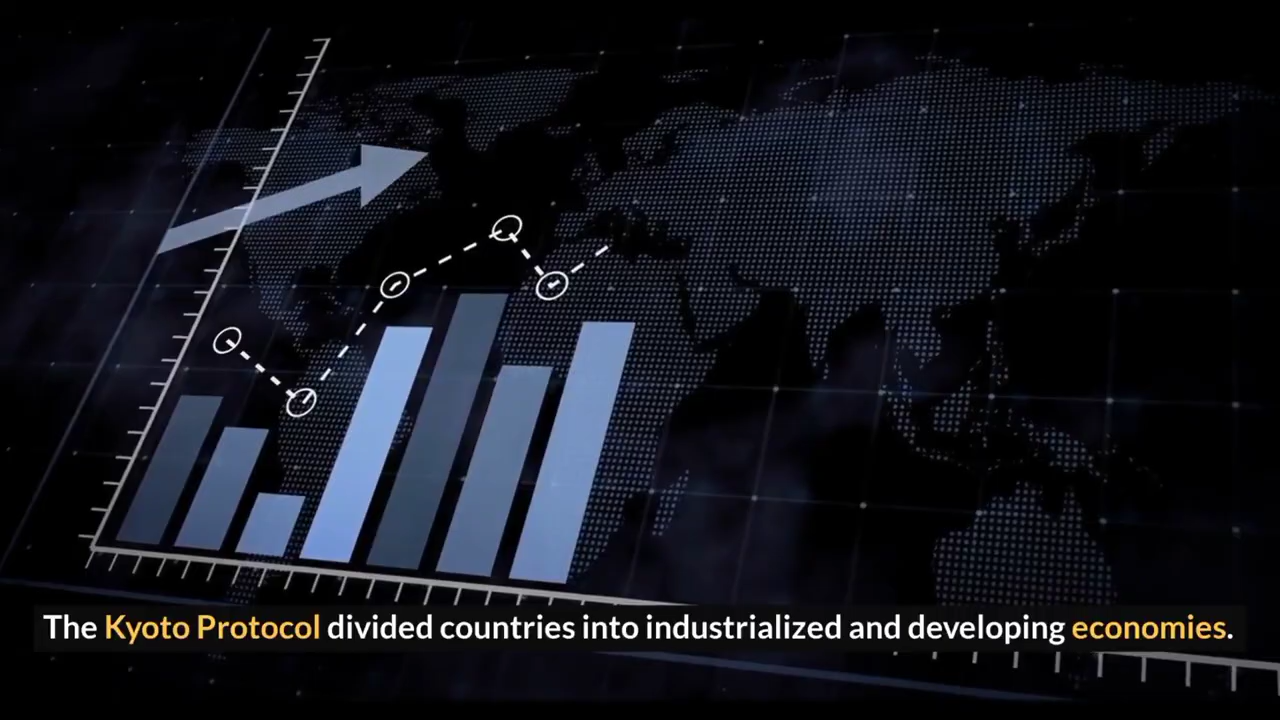 The Kyoto Protocol divided countries into industrialized and developing economies.